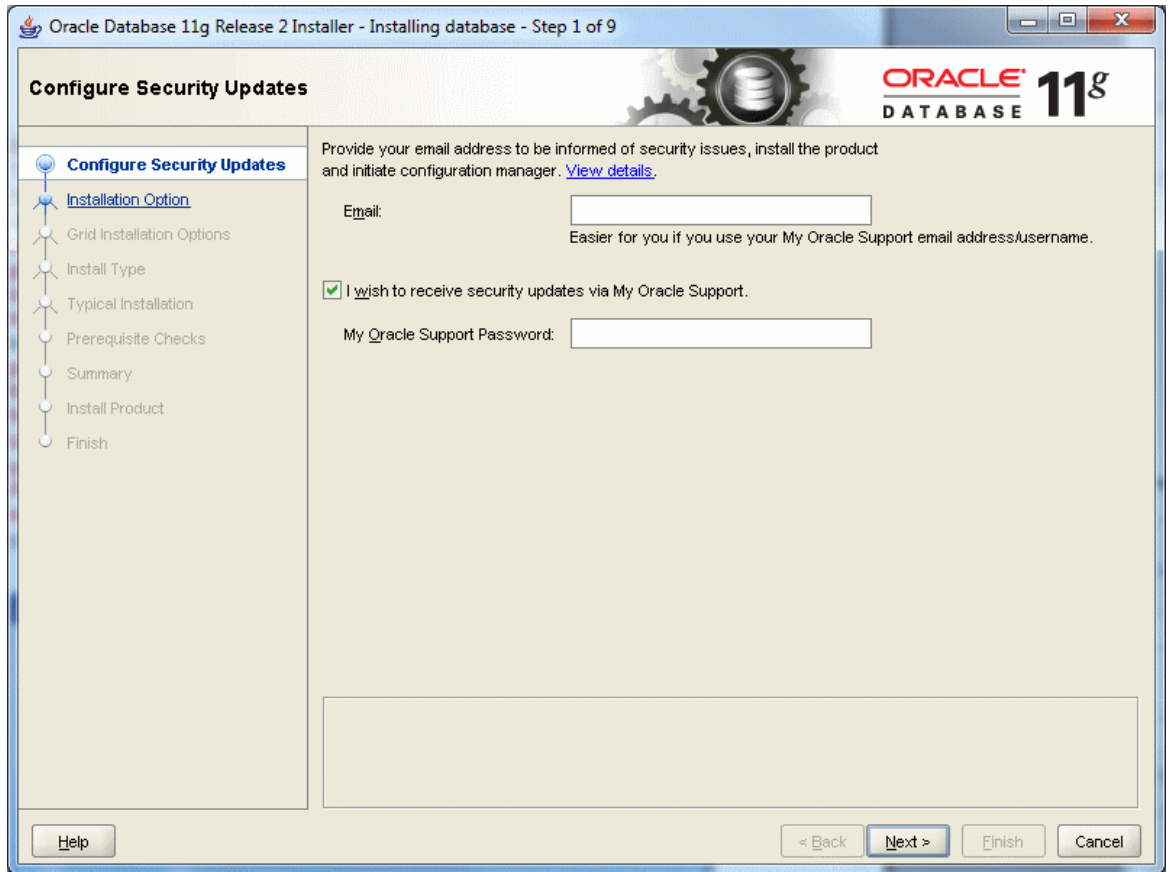 Oracle Database 11g Release 2 Installer - Installing database - Step 1 of 9
Configure Security Updates
ORACLE
DATABASE
11g
Configure Security Updates
Installation Option
Grid Installation Options
Install Type
Typical Installation
Prerequisite Checks
Summary
Install Product
Finish
Provide your email address to be informed of security issues, install the product
and initiate configuration manager. View details.
Email:
Easier for you if you use your My Oracle Support email address/username.
I wish to receive security updates via My Oracle Support.
My Oracle Support Password:
Help
< Back
Next >
Finish
Cancel